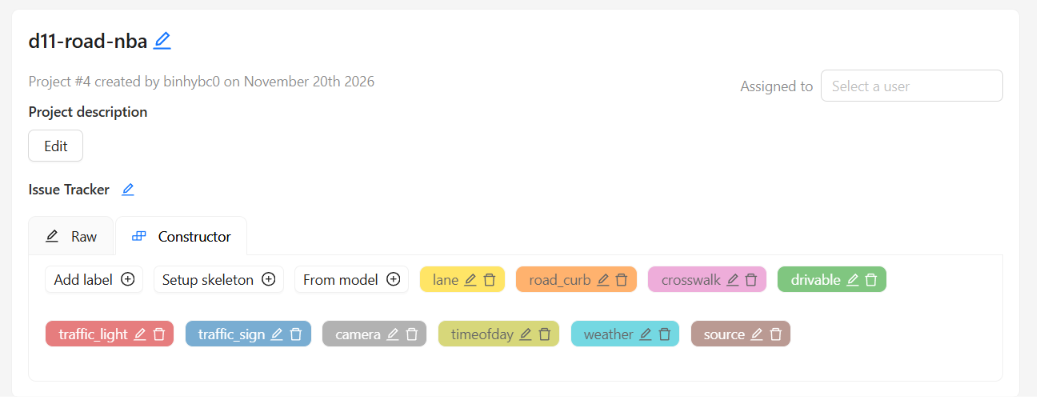 d11-road-nba
Project #4 created by binhybc0 on November 20th 2026
Assigned to Select a user
Project description
Edit
Issue Tracker
Raw Constructor
Add label Setup skeleton From model lane road_curb crosswalk drivable
traffic_light traffic_sign camera timeofday weather source